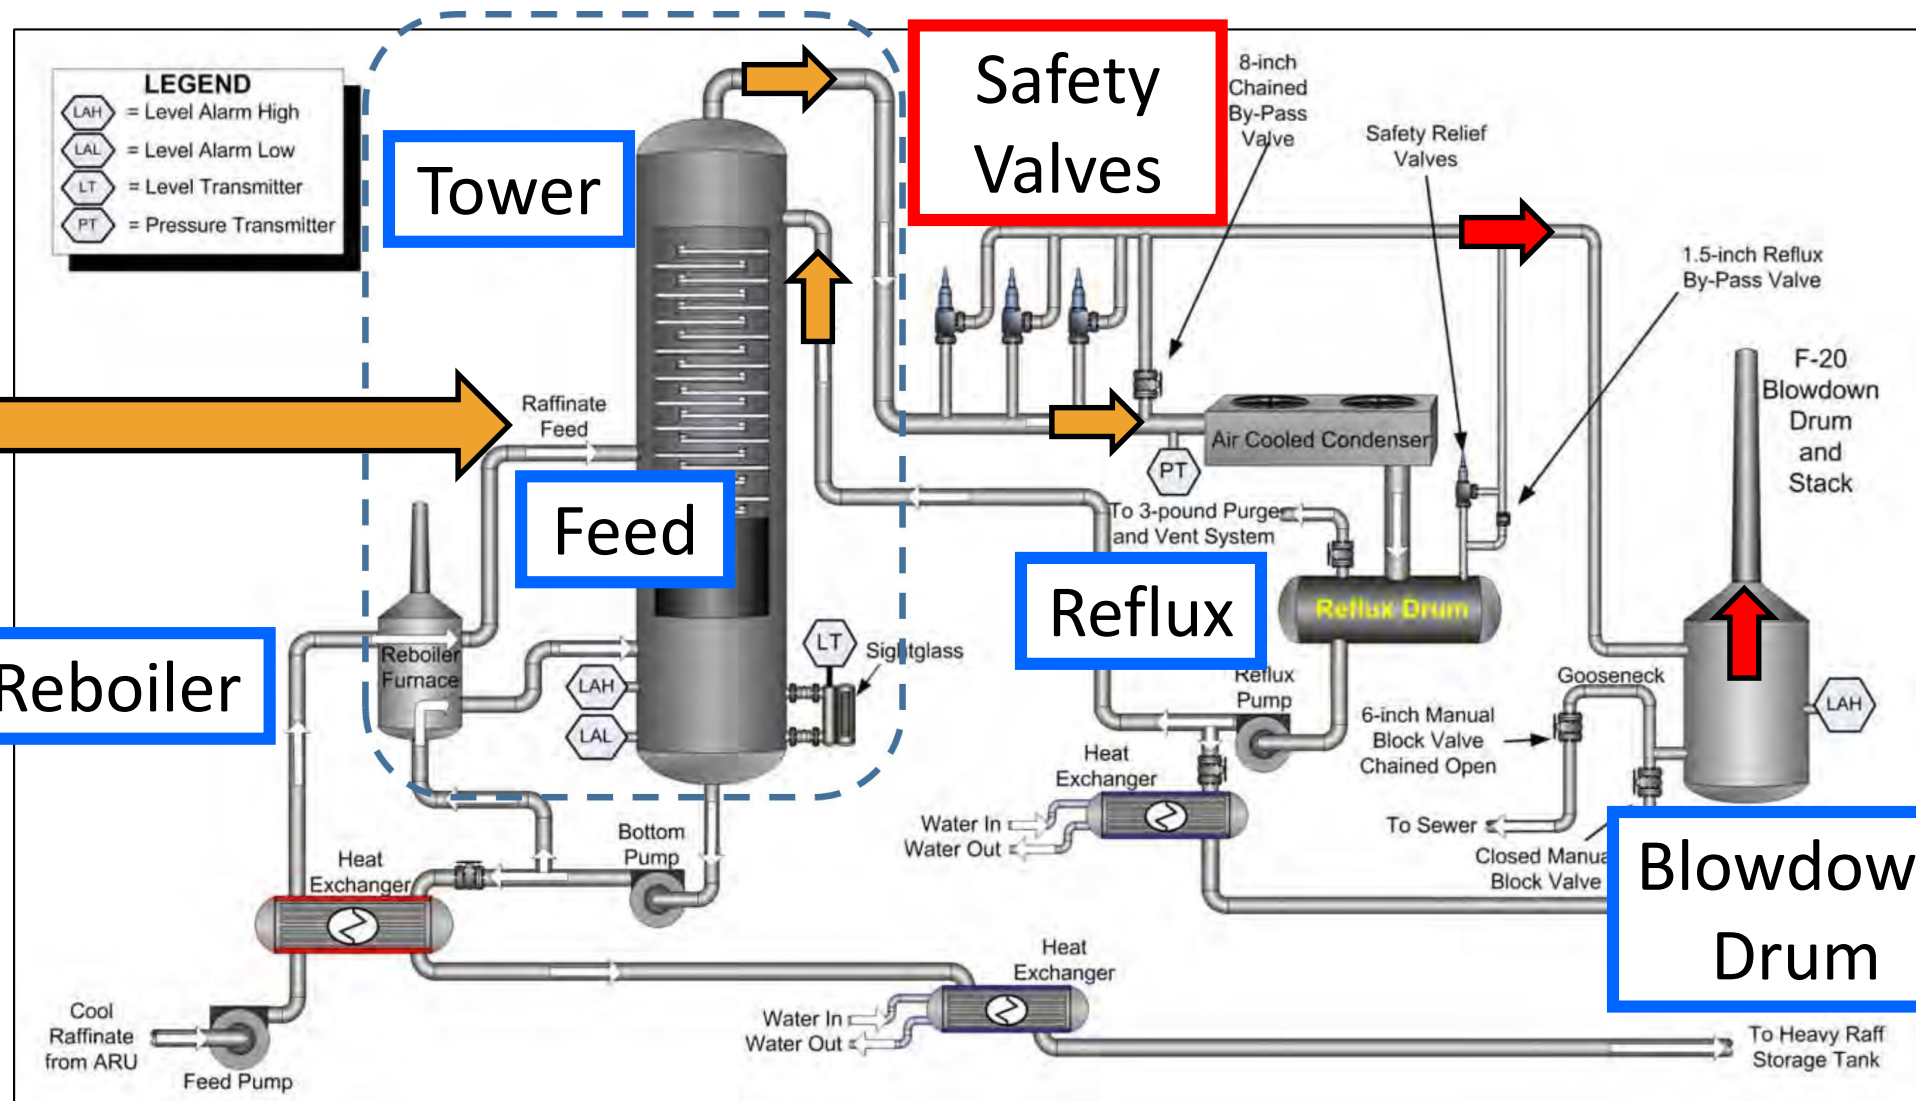 LEGEND
LAH = Level Alarm High
LAL = Level Alarm Low
LT = Level Transmitter
PT = Pressure Transmitter
Tower
Safety
Valves
8-inch
Chained
By-Pass
Valve
Safety Relief
Valves
1.5-inch Reflux
By-Pass Valve
F-20
Blowdown
Drum
and
Stack
Raffinate
Feed
Feed
Air Cooled Condenser
PT
To 3-pound Purge
and Vent System
Reflux
Reflux Drum
Reboiler
Reboiler
Furnace
LT
Sightglass
LAH
LAL
Reflux
Pump
Gooseneck
LAH
6-inch Manual
Block Valve
Chained Open
Heat
Exchanger
Water In
Water Out
To Sewer
Closed Manua
Block Valve
Blowdow
Drum
Bottom
Pump
Heat
Exchanger
Heat
Exchanger
Water In
Water Out
Cool
Raffinate
from ARU
Feed Pump
To Heavy Raff
Storage Tank